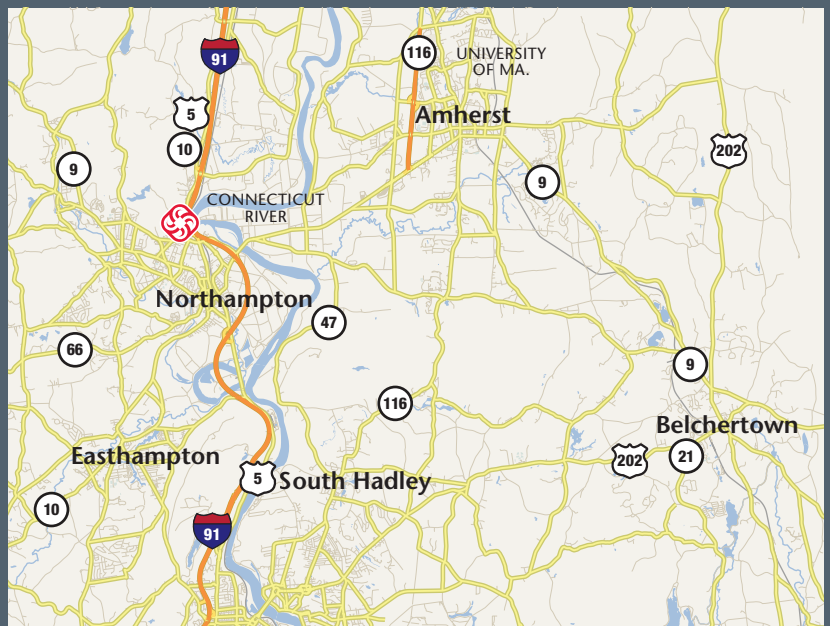 91
116
UNIVERSITY
OF MA.
5
Amherst
10
202
9
9
CONNECTICUT
RIVER
Northampton
47
66
9
116
Belchertown
Easthampton
202
21
5
South Hadley
10
91